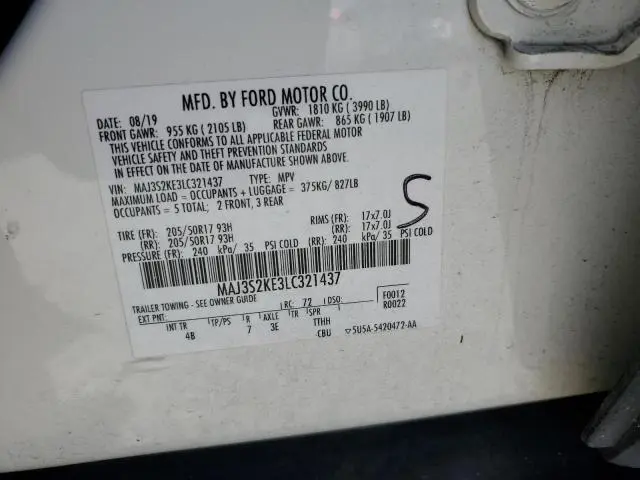 MFD. BY FORD MOTOR CO.
DATE: 08/19 GVWR: 1810 KG ( 3990 LB)
FRONT GAWR: 955 KG ( 2105 LB) REAR GAWR: 865 KG ( 1907 LB)
THIS VEHICLE CONFORMS TO ALL APPLICABLE FEDERAL MOTOR
VEHICLE SAFETY AND THEFT PREVENTION STANDARDS
IN EFFECT ON THE DATE OF MANUFACTURE SHOWN ABOVE.
VIN: MAJ3S2KE3LC321437 TYPE: MPV
MAXIMUM LOAD = OCCUPANTS + LUGGAGE = 375KG/ 827LB
OCCUPANTS = 5 TOTAL; 2 FRONT, 3 REAR
S
TIRE (FR): 205/50R17 93H RIMS (FR): 17x7.0J
(RR): 205/50R17 93H (RR): 17x7.0J
PRESSURE (FR): 240 kPa/ 35 PSI COLD (RR): 240 kPa/ 35 PSI COLD
MAJ3S2KE3LC321437
TRAILER TOWING - SEE OWNER GUIDE
EXT PNT: RC: 72 DSO: F0012
R0022
INT TR TP/PS R AXLE TR SPR
4B 7 3E TTHH
CBU 5U5A-5420472-AA